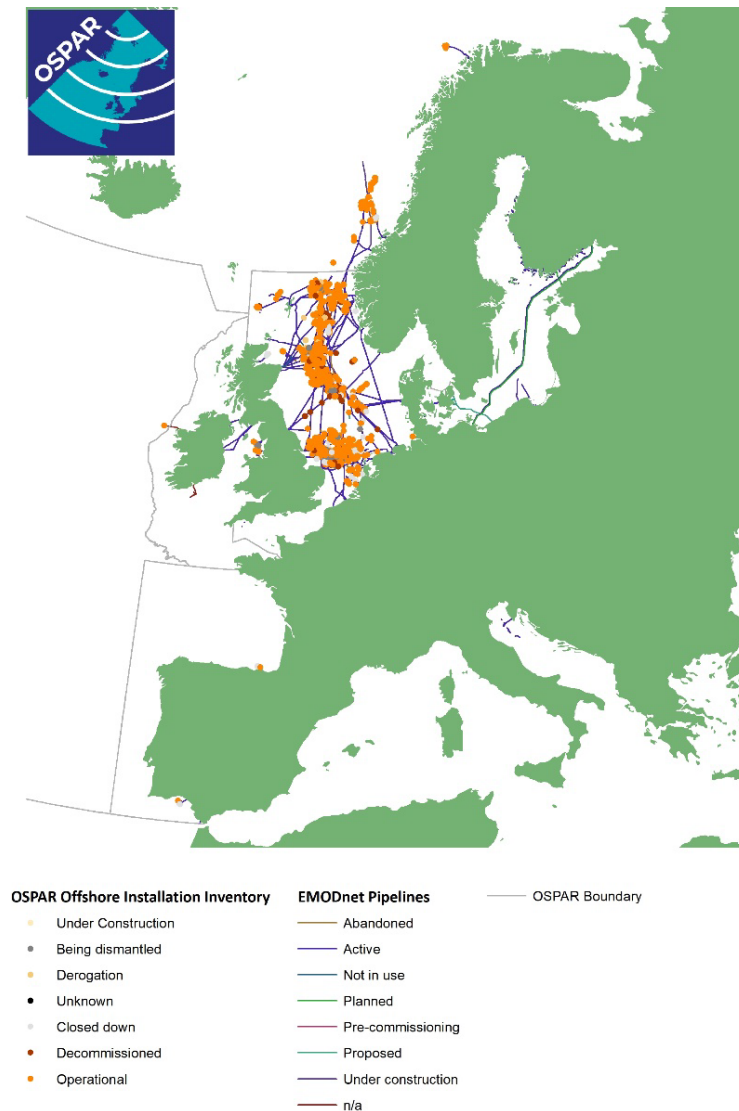 OSPAR
OSPAR Offshore Installation Inventory
Under Construction
Being dismantled
Derogation
Unknown
Closed down
Decommissioned
Operational
EMODnet Pipelines
Abandoned
Active
Not in use
Planned
Pre-commissioning
Proposed
Under construction
n/a
OSPAR Boundary